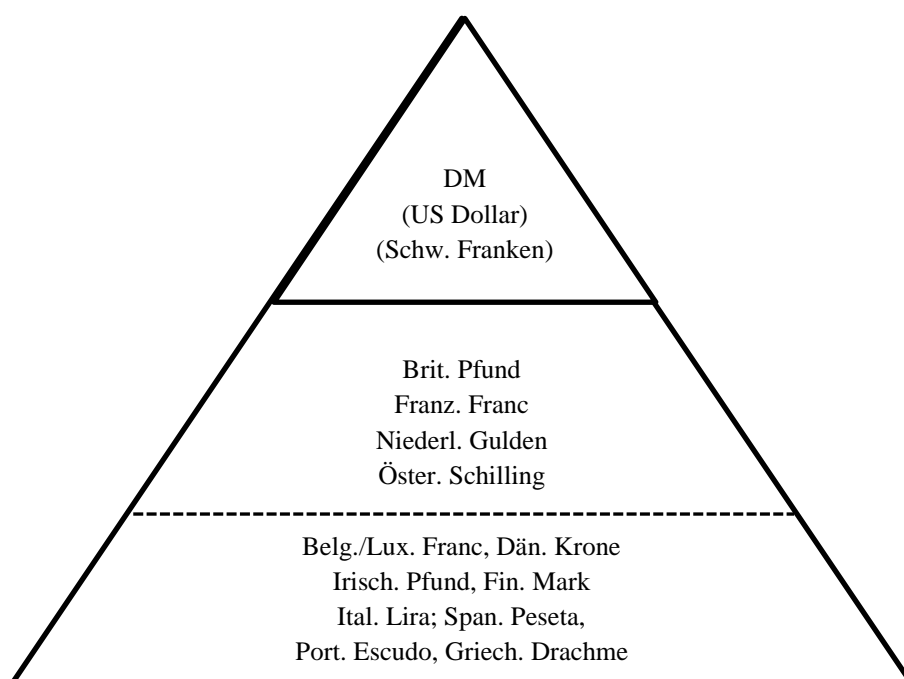 DM
(US Dollar)
(Schw. Franken)
Brit. Pfund
Franz. Franc
Niederl. Gulden
Öster. Schilling
Belg./Lux. Franc, Dän. Krone
Irisch. Pfund, Fin. Mark
Ital. Lira; Span. Peseta,
Port. Escudo, Griech. Drachme